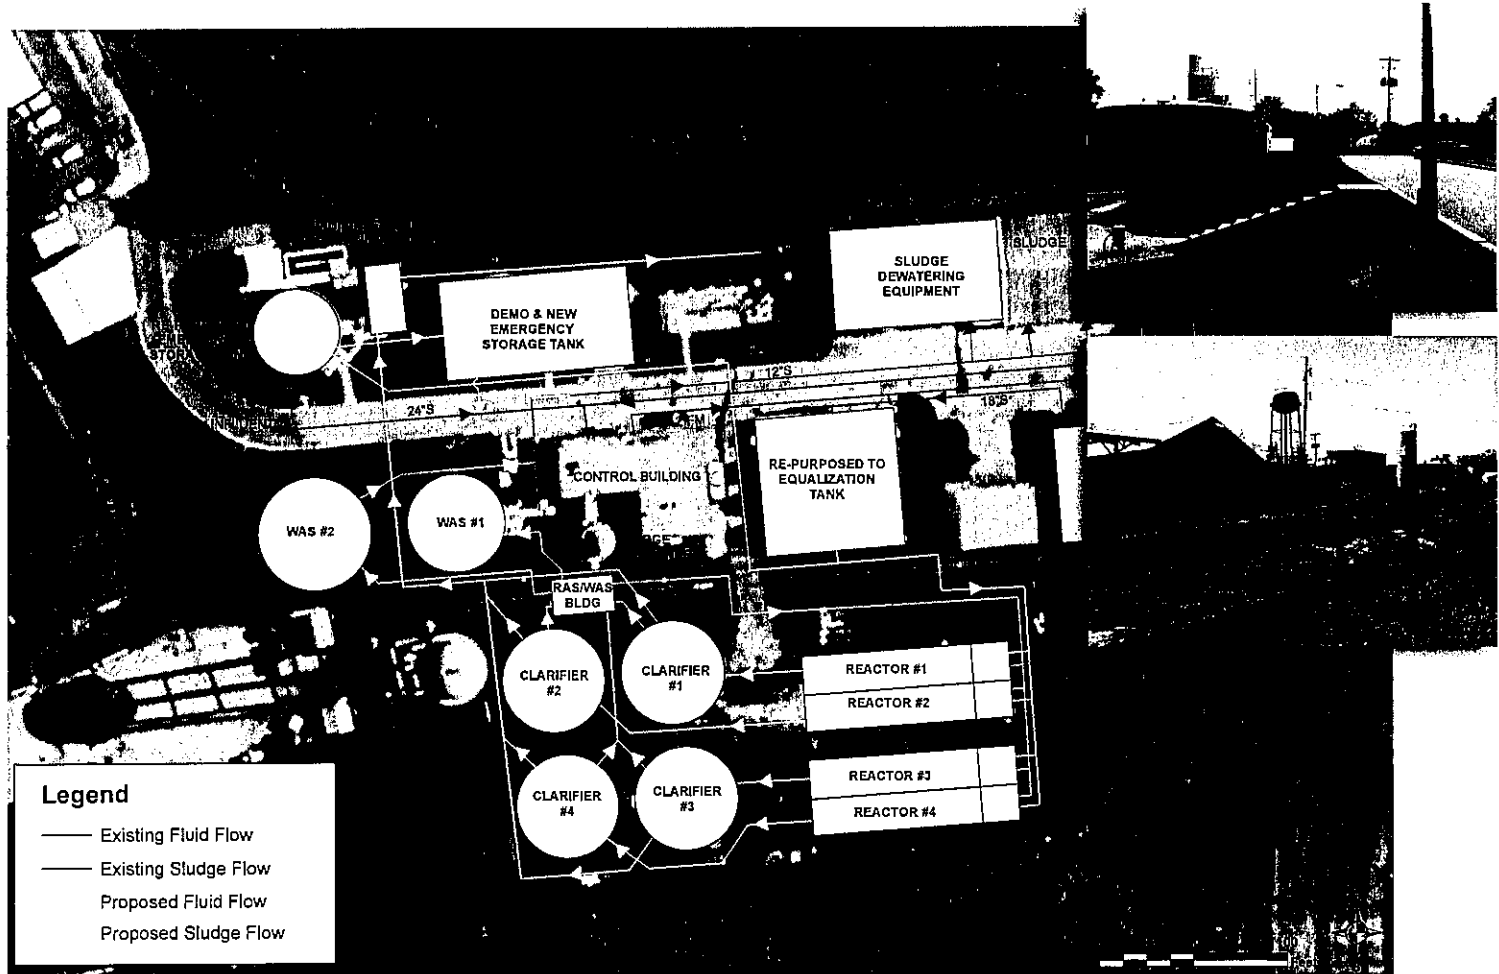 SLUDGE
SLUDGE
DEWATERING
EQUIPMENT
DEMO & NEW
EMERGENCY
STORAGE TANK
12"S
24"S
18"S
FM
CONTROL BUILDING
RE-PURPOSED TO
EQUALIZATION
TANK
WAS #2
WAS #1
RAS/WAS
BLDG
CLARIFIER
#2
CLARIFIER
#1
REACTOR #1
REACTOR #2
CLARIFIER
#4
CLARIFIER
#3
REACTOR #3
REACTOR #4
Legend
Existing Fluid Flow
Existing Sludge Flow
Proposed Fluid Flow
Proposed Sludge Flow